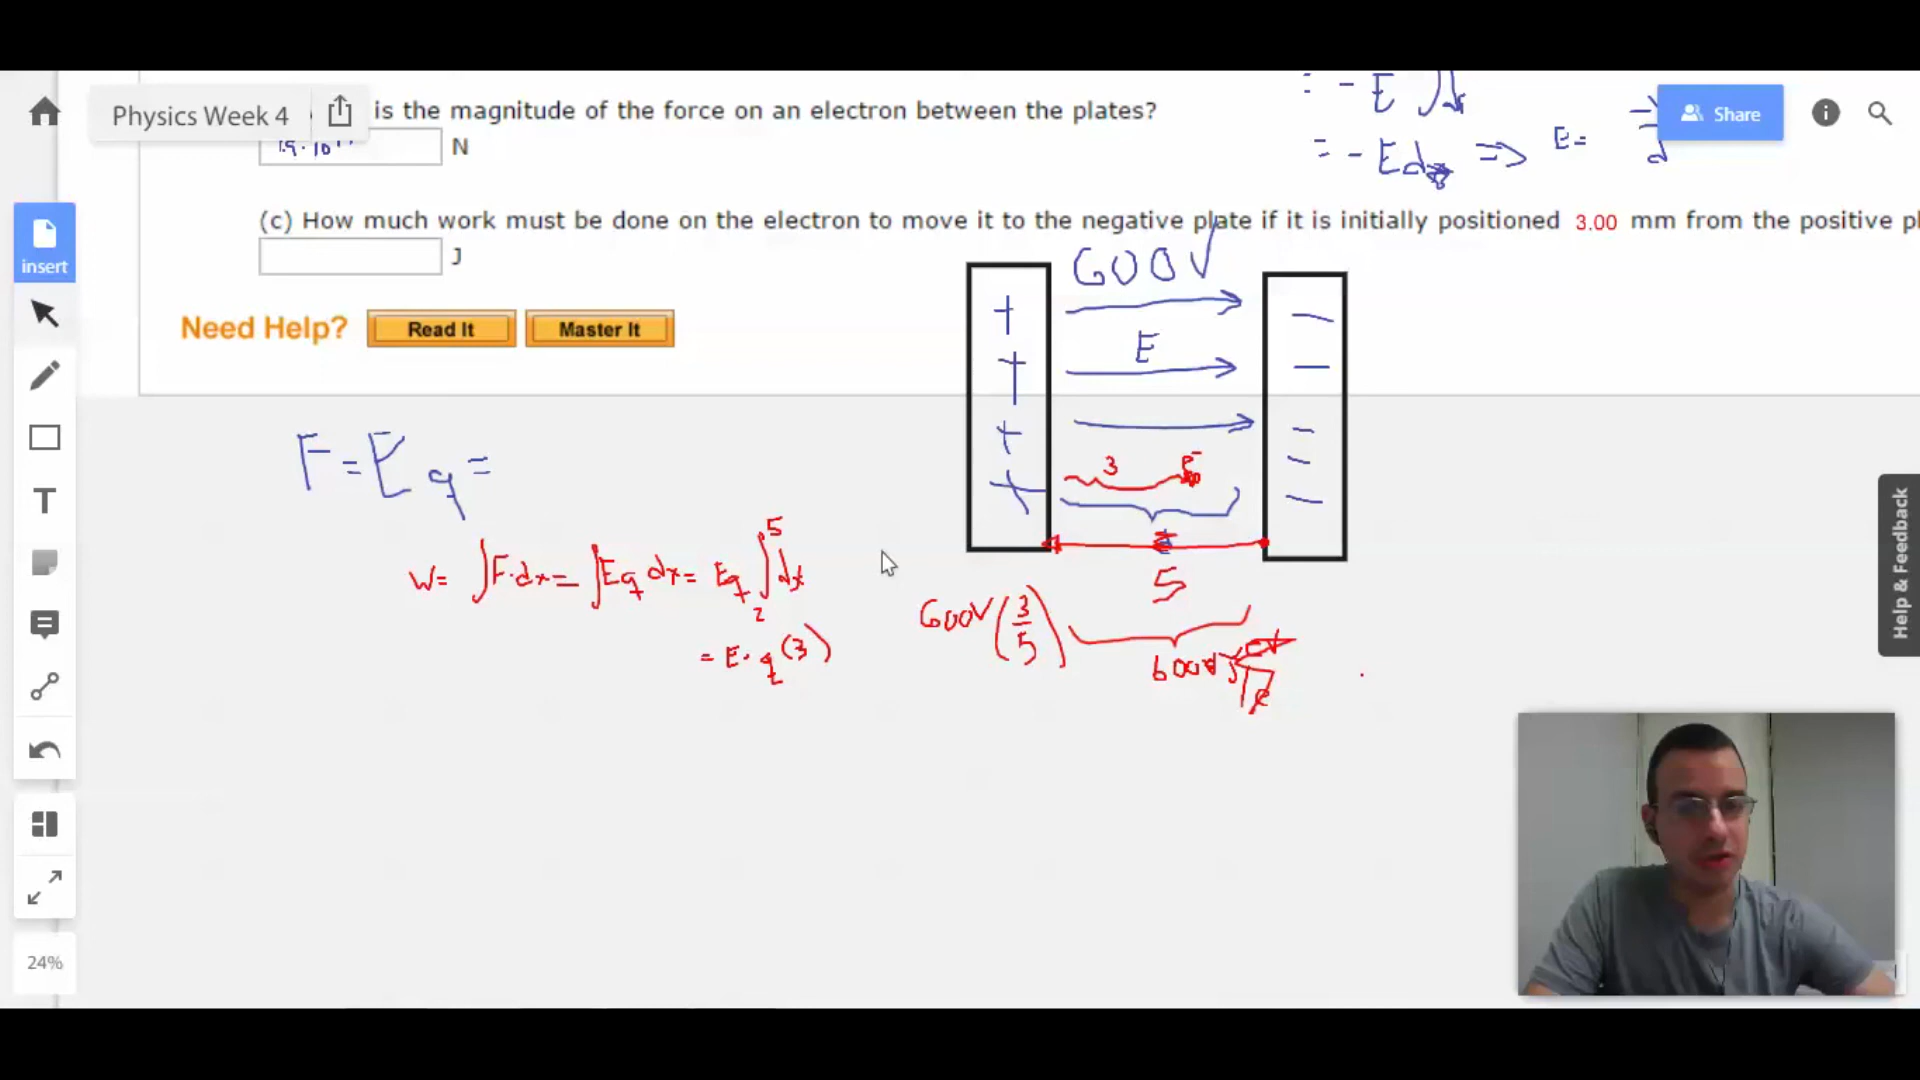 = - E ∫dx
Physics Week 4
is the magnitude of the force on an electron between the plates?
Share
= - Ed => E = -V/d
N
(c) How much work must be done on the electron to move it to the negative plate if it is initially positioned 3.00 mm from the positive pl
J
insert
600V
Need Help? Read It Master It
+ -
E
+ -
+ -
3 e-
-
+ -
F = Eq =
T
W = ∫F·dx = ∫Eq dx = Eq ∫ 5 2 dx
5
= E·q(3)
600V (3/5)
600V
Help & Feedback
24%